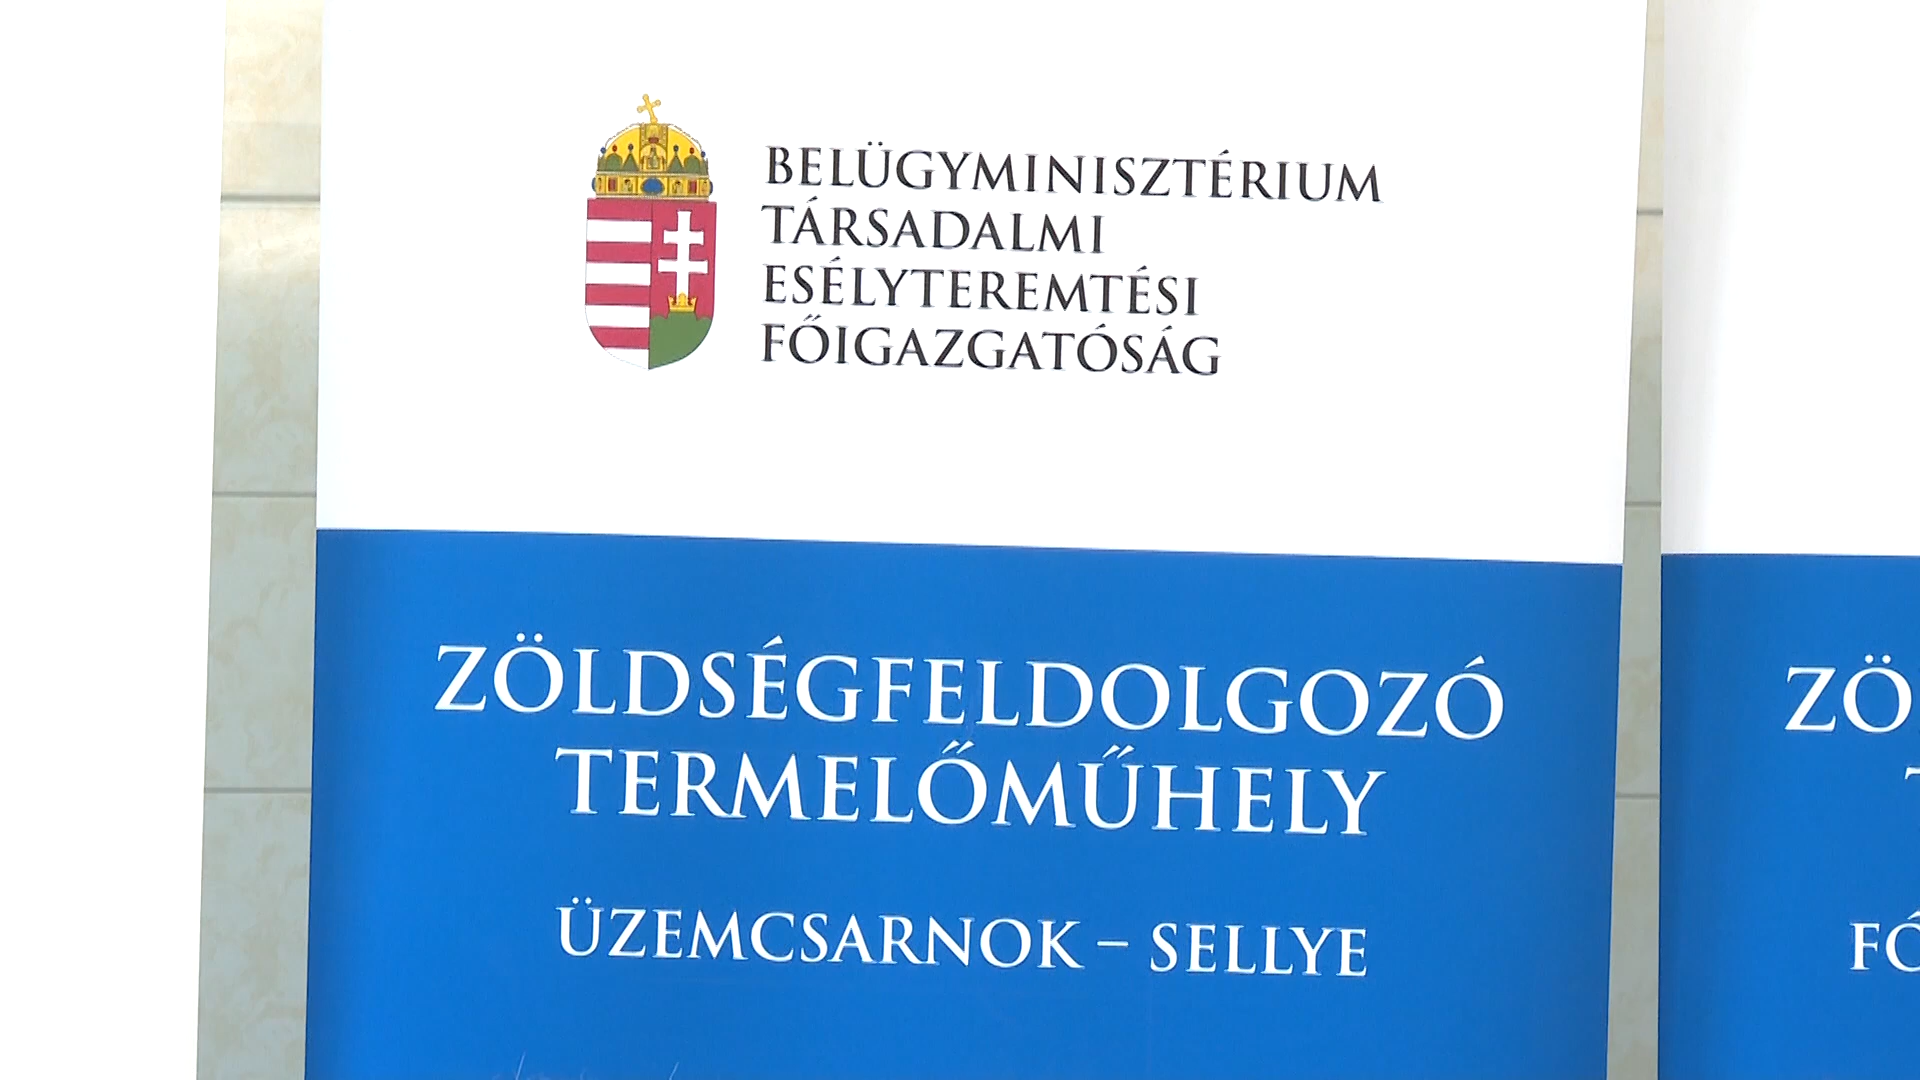 BELÜGYMINISZTÉRIUM
TÁRSADALMI
ESÉLYTEREMTÉSI
FŐIGAZGATÓSÁG
ZÖLDSÉGFELDOLGOZÓ
TERMELŐMŰHELY
ÜZEMCSARNOK – SELLYE